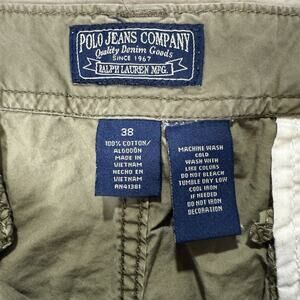 POLO JEANS COMPANY
Quality Denim Goods
SINCE 1967
RALPH LAUREN MFG.
38
100% COTTON/
ALGODÓN
MADE IN
VIETNAM
HECHO EN
VIETNAM
AN41381
MACHINE WASH
COLD
WASH WITH
LIKE COLORS
DO NOT BLEACH
TUMBLE DRY LOW
COOL IRON
IF NEEDED
DO NOT IRON
DECORATION